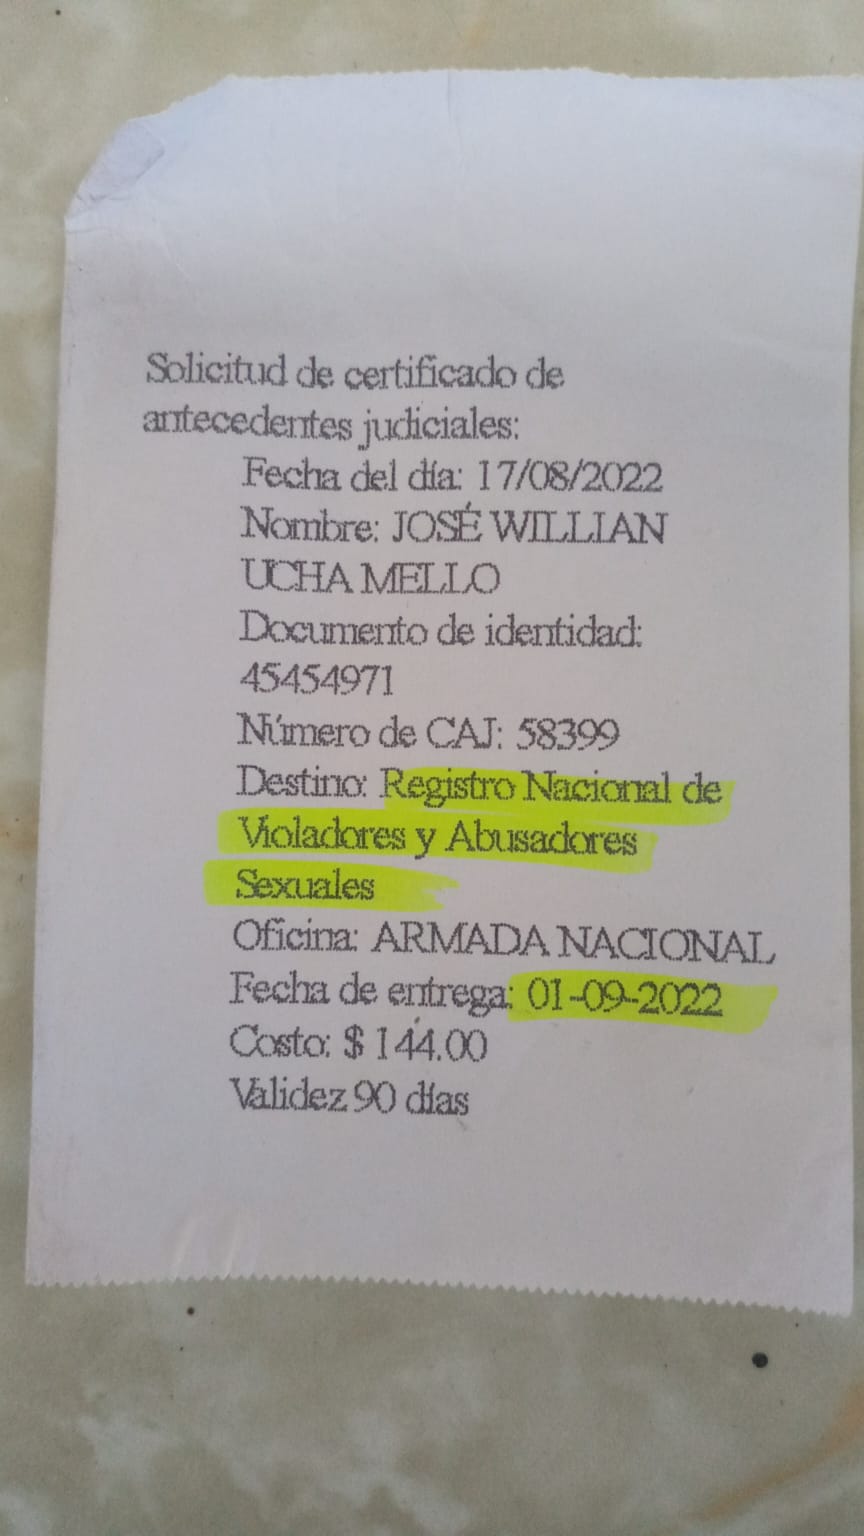 Solicitud de certificado de
antecedentes judiciales:
Fecha del día: 17/08/2022
Nombre: JOSÉ WILLIAN
UCHA MELLO
Documento de identidad:
45454971
Número de CAJ: 58399
Destino: Registro Nacional de
Violadores y Abusadores
Sexuales
Oficina: ARMADA NACIONAL
Fecha de entrega: 01-09-2022
Costo: $ 144.00
Validez 90 días